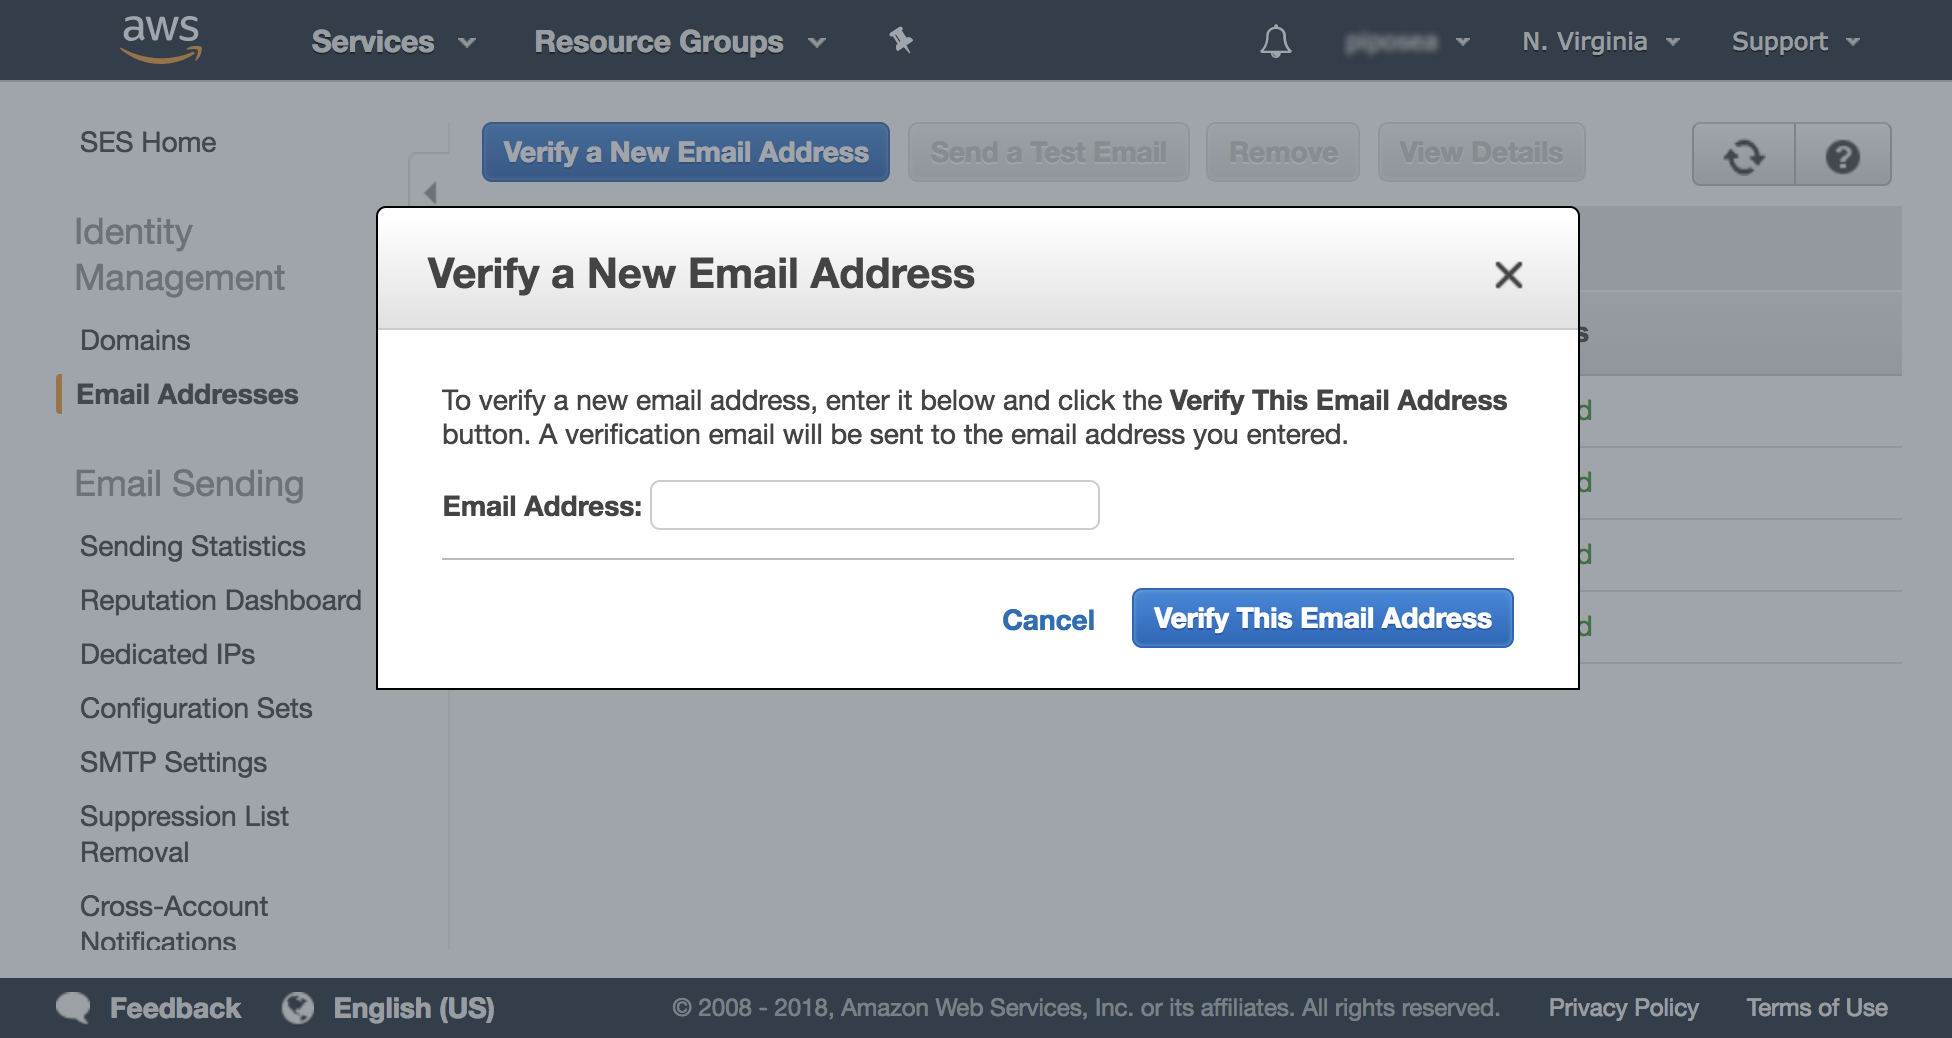 aws
Services
Resource Groups
N. Virginia
Support
SES Home
Identity
Management
Domains
Email Addresses
Email Sending
Sending Statistics
Reputation Dashboard
Dedicated IPs
Configuration Sets
SMTP Settings
Suppression List
Removal
Cross-Account
Notifications
Verify a New Email Address
Send a Test Email
Remove
View Details
Verify a New Email Address
To verify a new email address, enter it below and click the Verify This Email Address
button. A verification email will be sent to the email address you entered.
Email Address:
Cancel
Verify This Email Address
s
d
d
d
d
Feedback
English (US)
© 2008 - 2018, Amazon Web Services, Inc. or its affiliates. All rights reserved.
Privacy Policy
Terms of Use